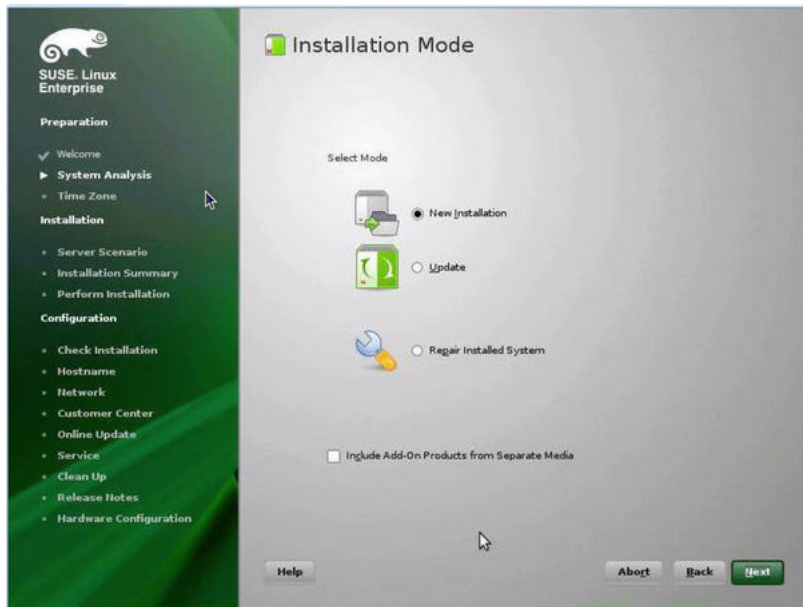 SUSE. Linux
Enterprise
Preparation
Welcome
System Analysis
Time Zone
Installation
Server Scenario
Installation Summary
Perform Installation
Configuration
Check Installation
Hostname
Network
Customer Center
Online Update
Service
Clean Up
Release Notes
Hardware Configuration
Installation Mode
Select Mode
New Installation
Update
Repair Installed System
Include Add-On Products from Separate Media
Help
Abort
Back
Next